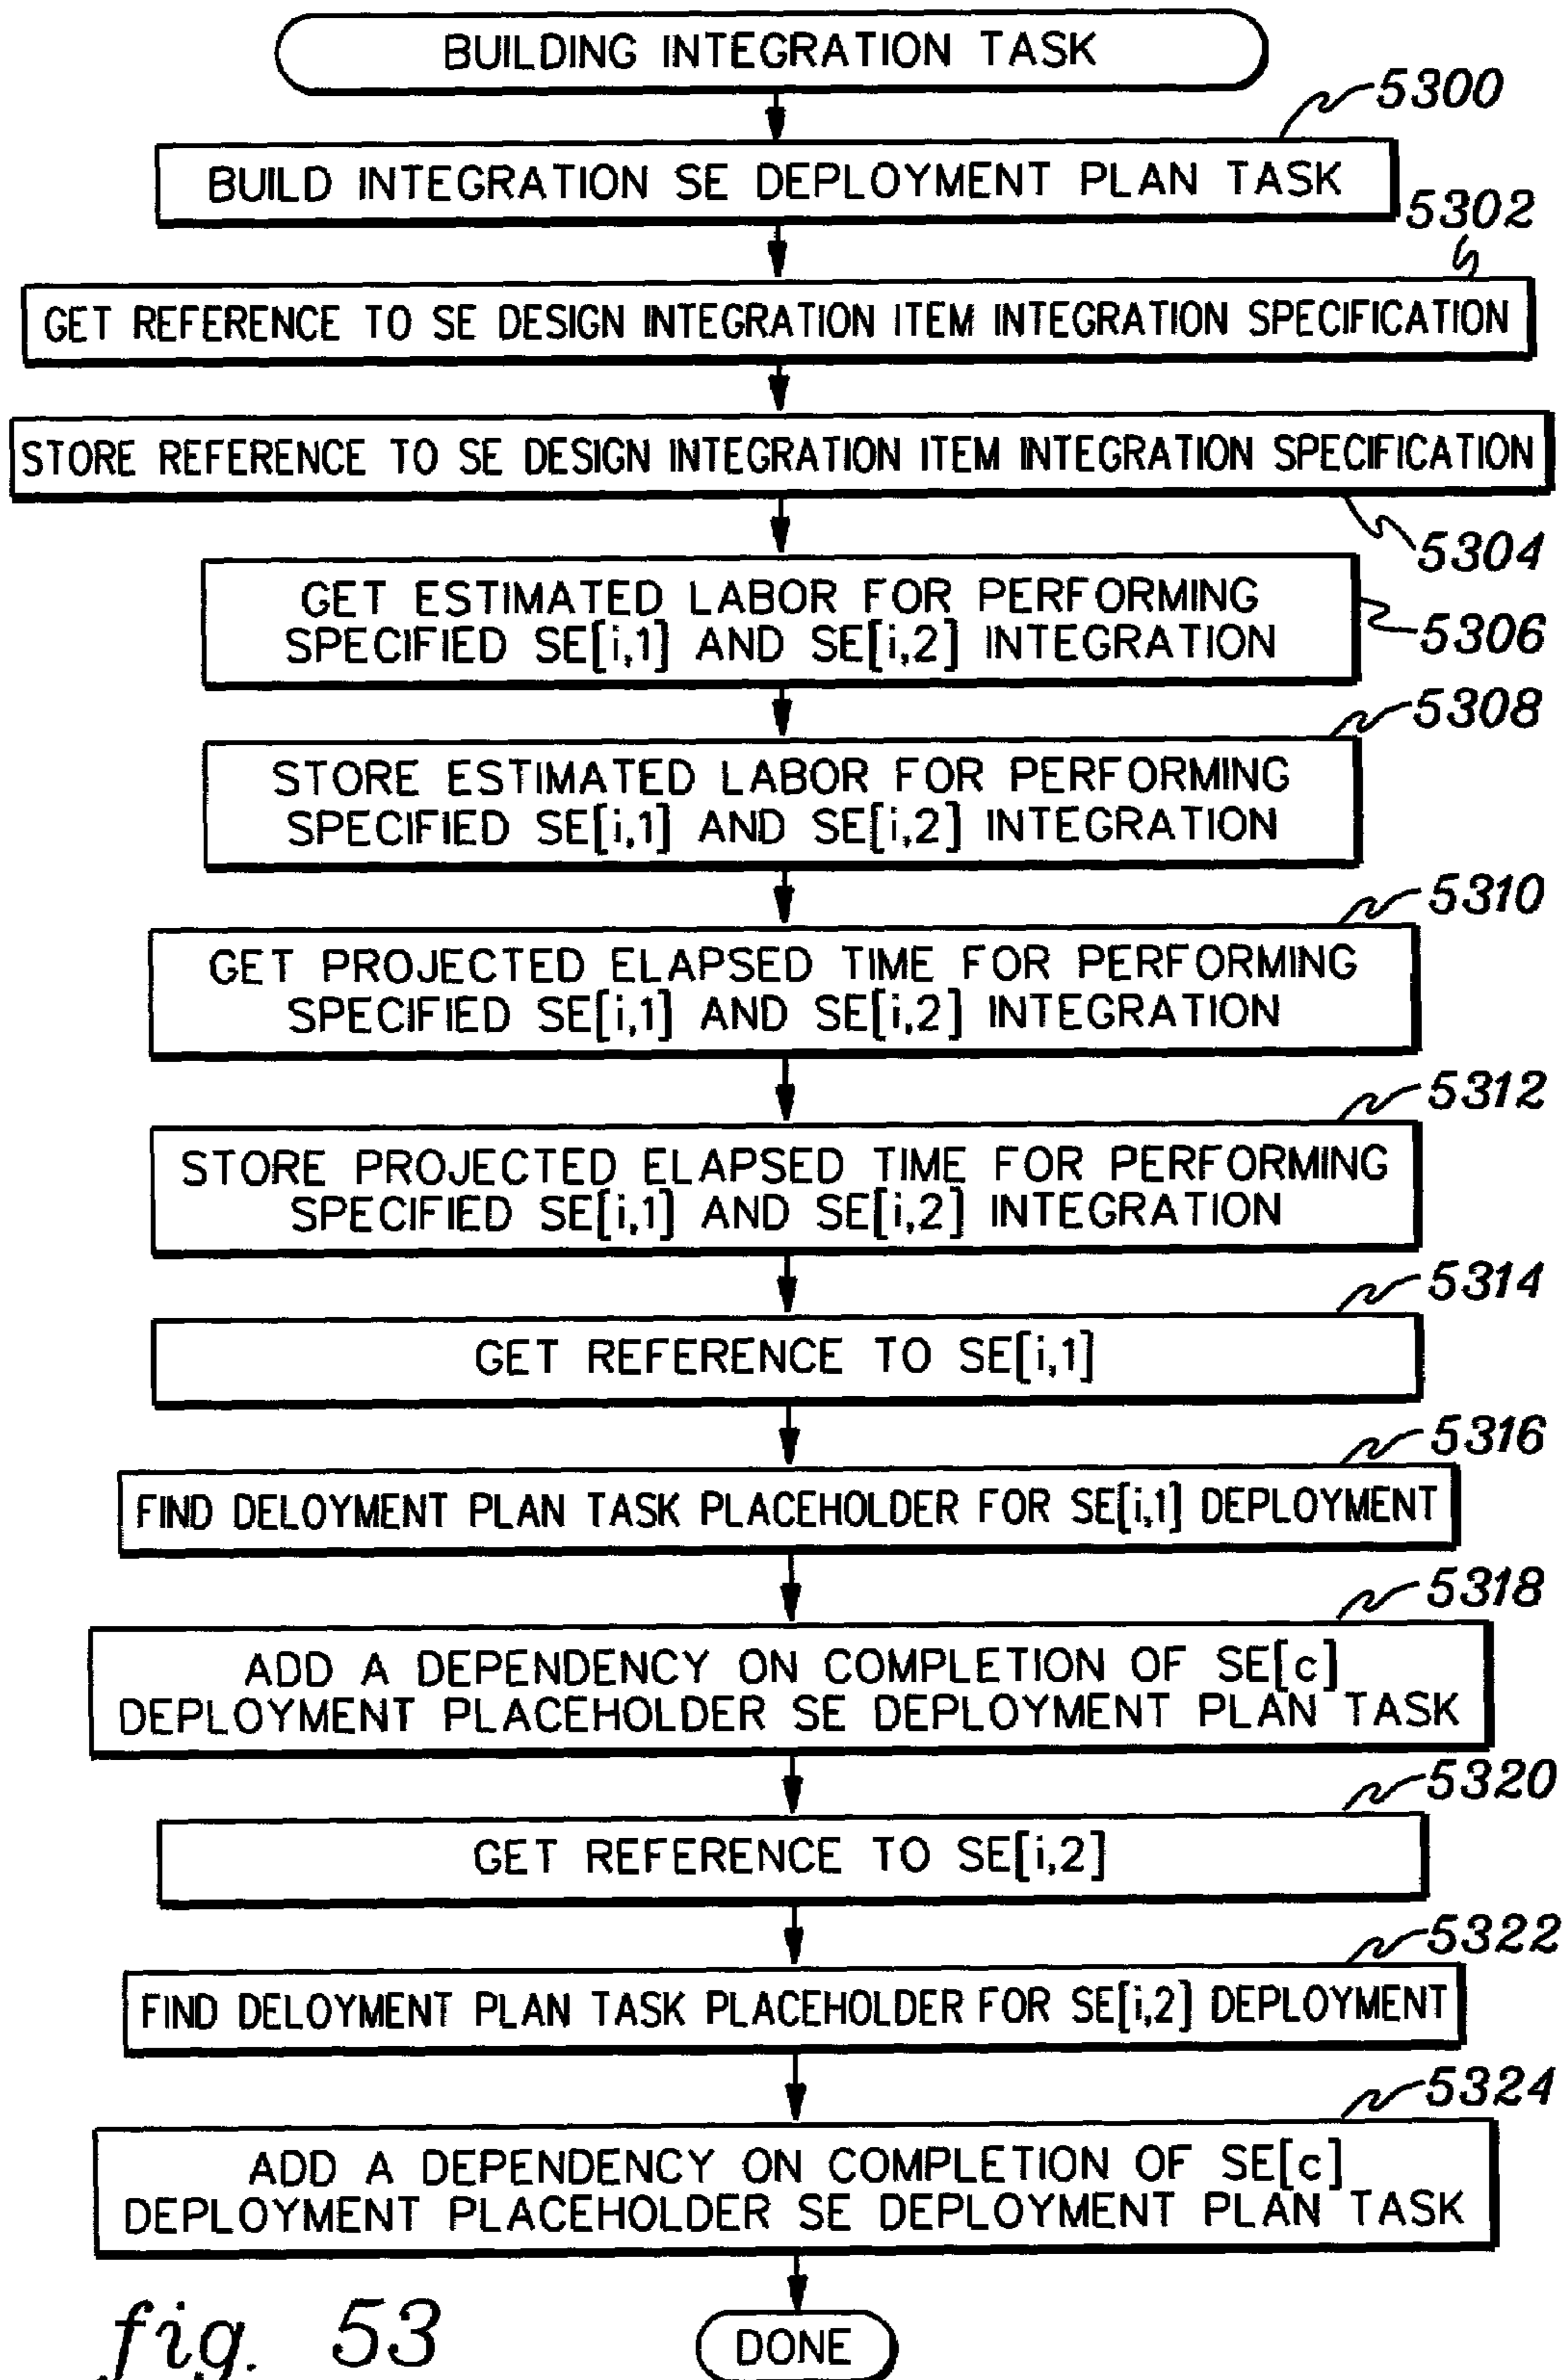 BUILDING INTEGRATION TASK
5300
BUILD INTEGRATION SE DEPLOYMENT PLAN TASK
5302
GET REFERENCE TO SE DESIGN INTEGRATION ITEM INTEGRATION SPECIFICATION
STORE REFERENCE TO SE DESIGN INTEGRATION ITEM INTEGRATION SPECIFICATION
5304
GET ESTIMATED LABOR FOR PERFORMING
SPECIFIED SE[i,1] AND SE[i,2] INTEGRATION
5306
5308
STORE ESTIMATED LABOR FOR PERFORMING
SPECIFIED SE[i,1] AND SE[i,2] INTEGRATION
5310
GET PROJECTED ELAPSED TIME FOR PERFORMING
SPECIFIED SE[i,1] AND SE[i,2] INTEGRATION
5312
STORE PROJECTED ELAPSED TIME FOR PERFORMING
SPECIFIED SE[i,1] AND SE[i,2] INTEGRATION
5314
GET REFERENCE TO SE[i,1]
5316
FIND DELOYMENT PLAN TASK PLACEHOLDER FOR SE[i,1] DEPLOYMENT
5318
ADD A DEPENDENCY ON COMPLETION OF SE[c]
DEPLOYMENT PLACEHOLDER SE DEPLOYMENT PLAN TASK
5320
GET REFERENCE TO SE[i,2]
5322
FIND DELOYMENT PLAN TASK PLACEHOLDER FOR SE[i,2] DEPLOYMENT
5324
ADD A DEPENDENCY ON COMPLETION OF SE[c]
DEPLOYMENT PLACEHOLDER SE DEPLOYMENT PLAN TASK
DONE
fig. 53